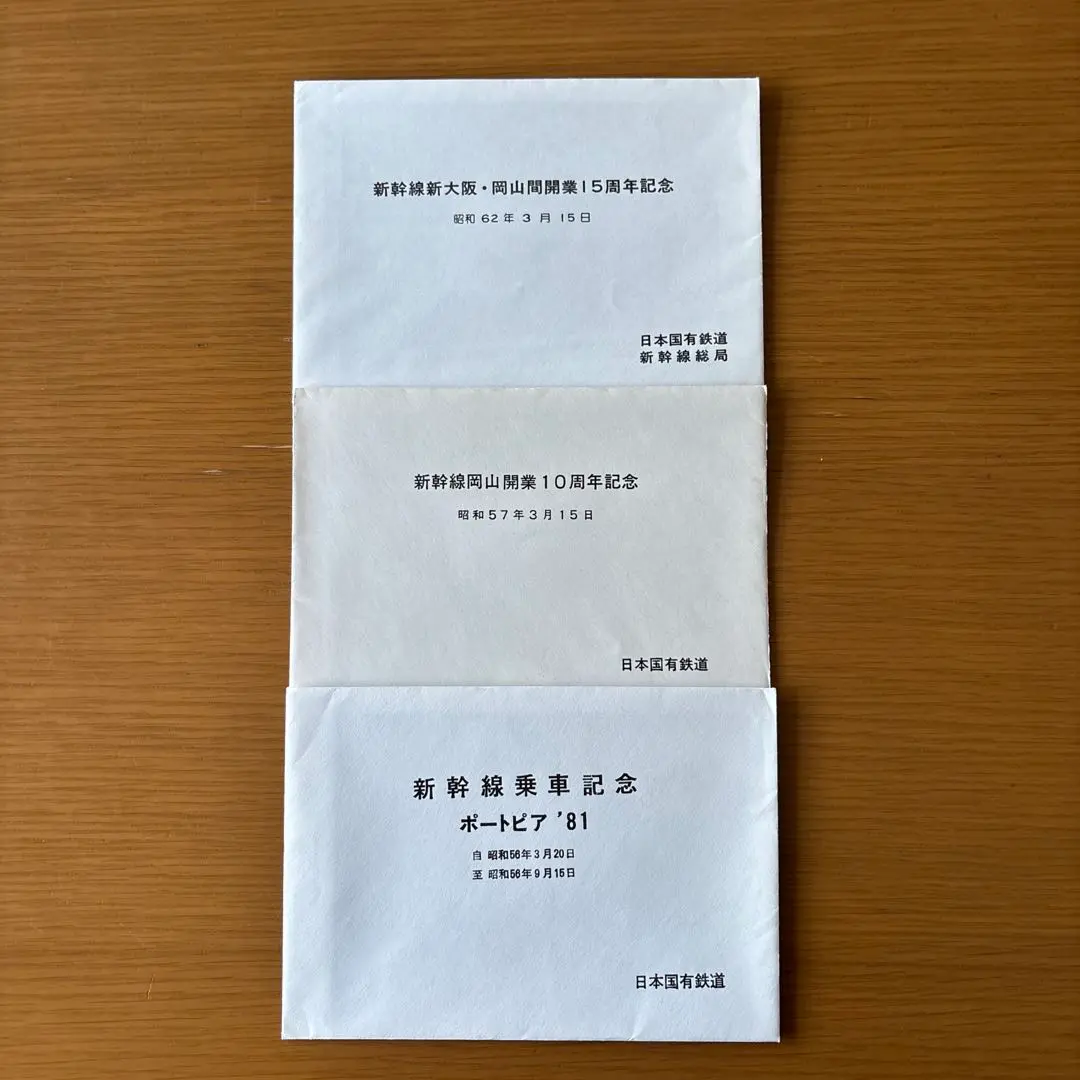 新幹線新大阪・岡山間開業15周年記念
昭和 62 年 3 月 15 日
日本国有鉄道
新幹線総局
新幹線岡山開業10周年記念
昭和57年3月15日
日本国有鉄道
新幹線乗車記念
ポートピア '81
自 昭和56年3月20日
至 昭和56年9月15日
日本国有鉄道